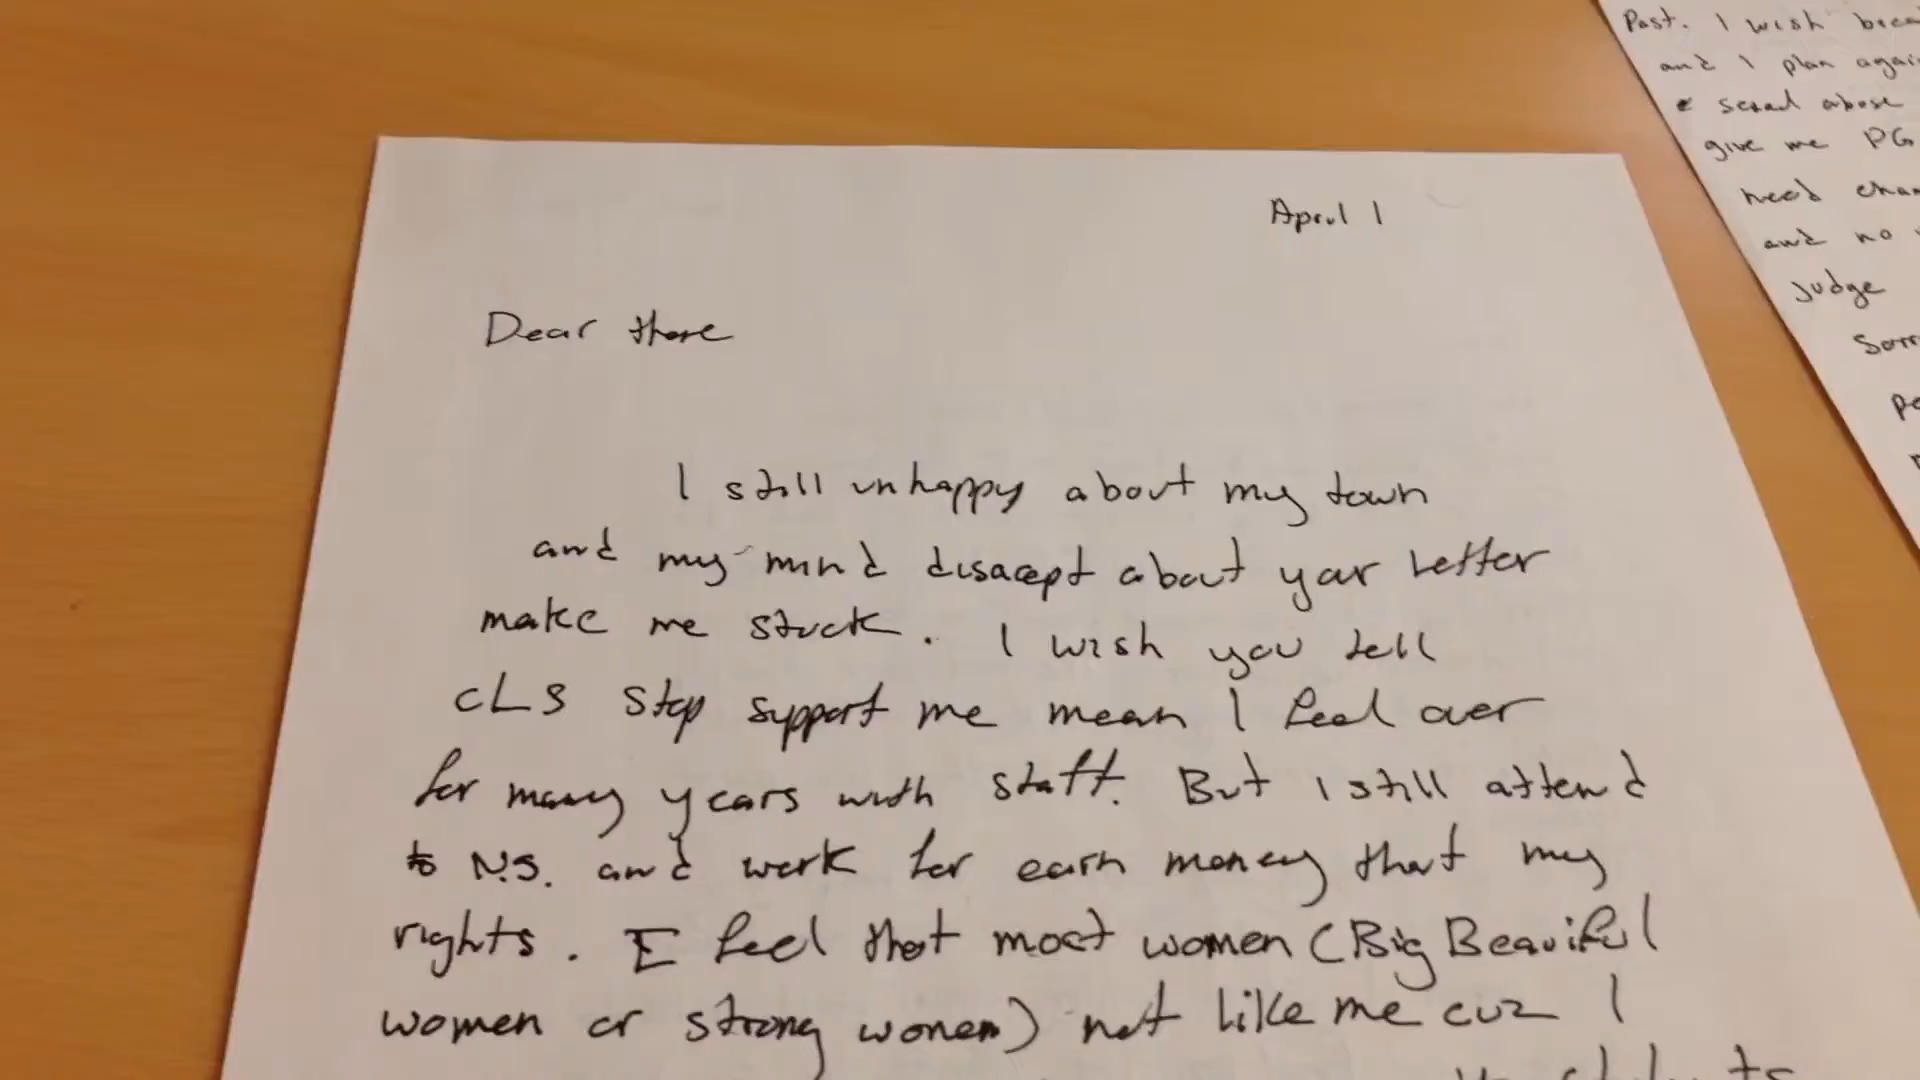 April 1
Dear there
I still unhappy about my town
and my mind disacept about your letter
make me stuck. I wish you tell
CLS stop support me mean I feel over
for many years with staff. But I still attend
to N.S. and work for earn money that my
rights. I feel that most women (Big Beauiful
women or strong women) not like me cuz I
Past. I wish
and I plan
abuse
give me PG
need
and no
judge